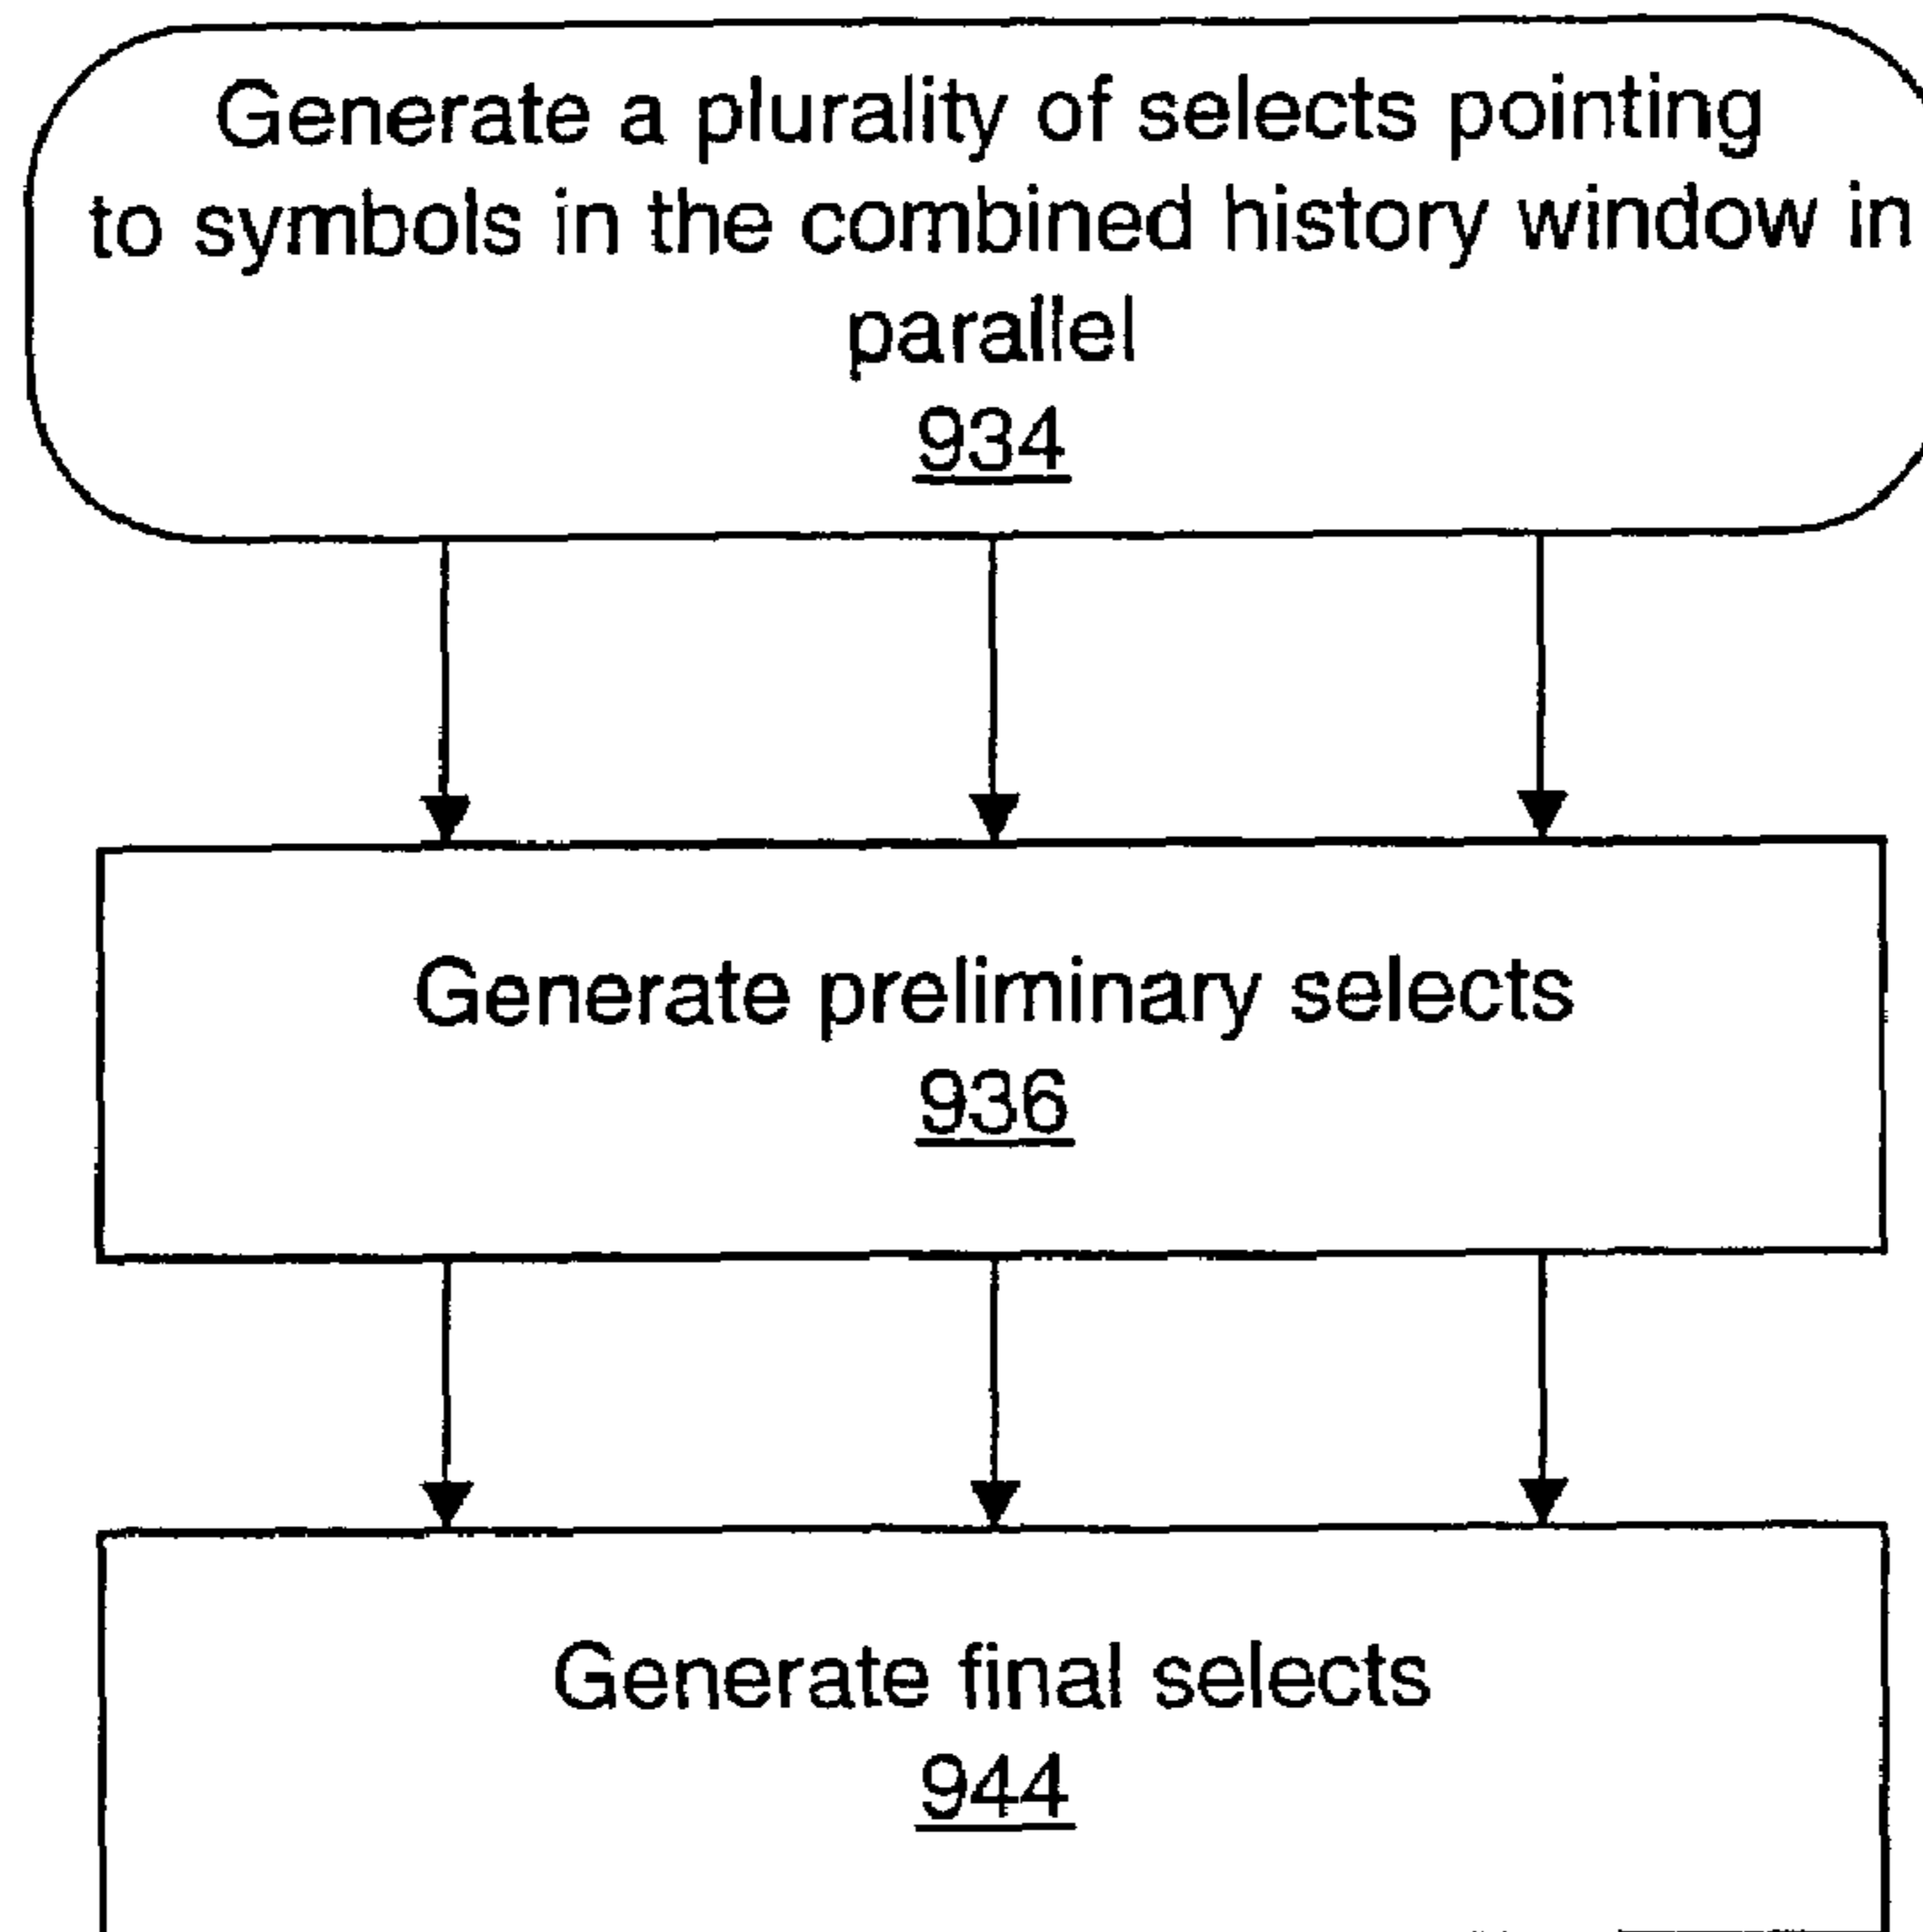 Generate a plurality of selects pointing
to symbols in the combined history window in
parallel
934
Generate preliminary selects
936
Generate final selects
944